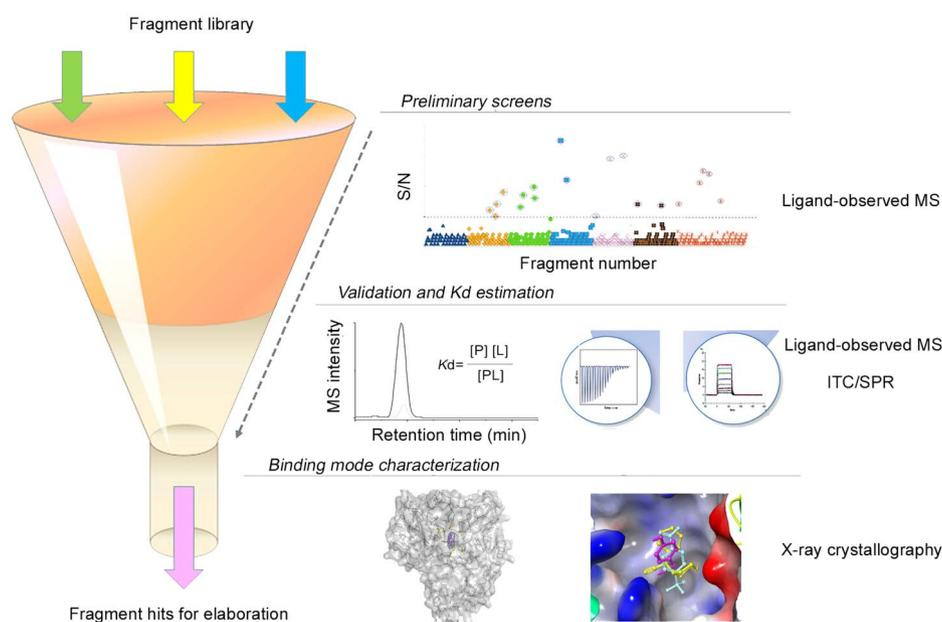 Fragment library
Preliminary screens
S/N
Ligand-observed MS
Fragment number
Validation and Kd estimation
MS intensity
Kd= [P] [L]
[PL]
Ligand-observed MS
ITC/SPR
Retention time (min)
Binding mode characterization
X-ray crystallography
Fragment hits for elaboration